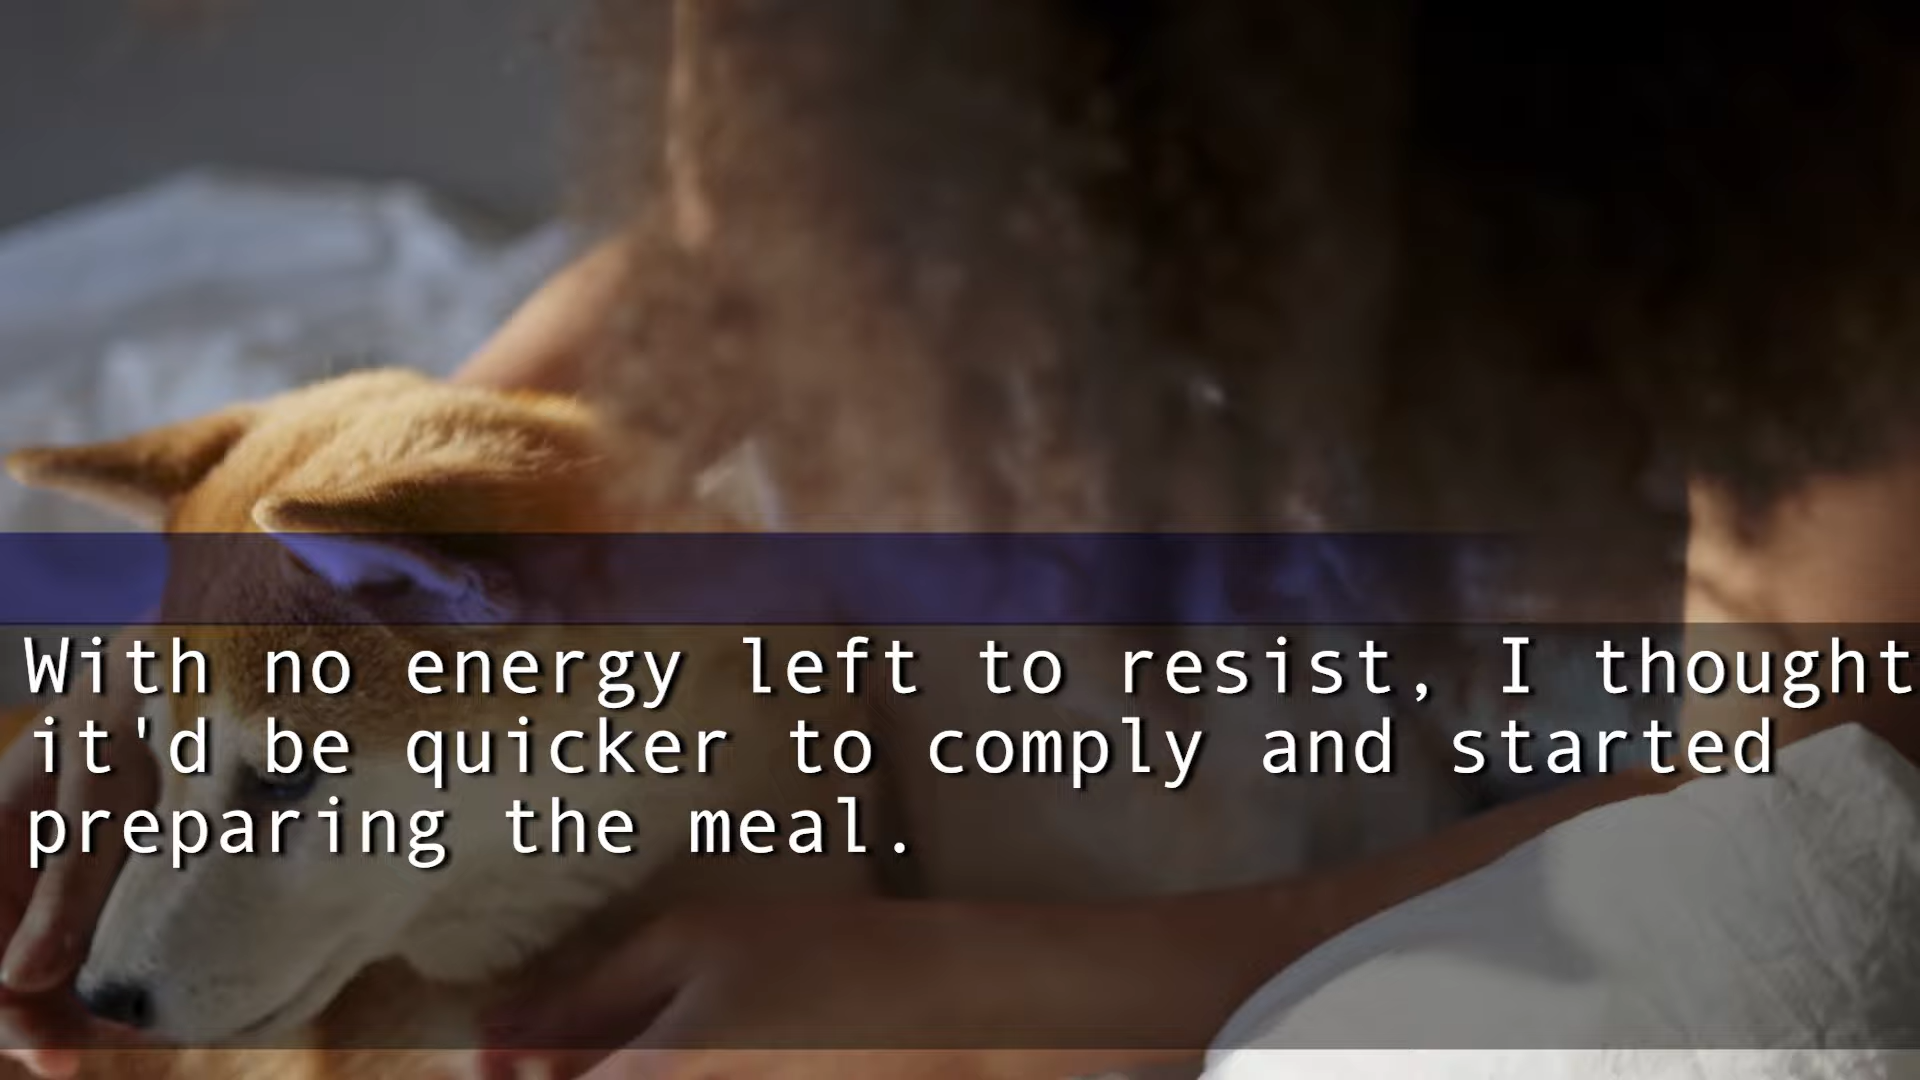 With no energy left to resist, I thought
it'd be quicker to comply and started
preparing the meal.